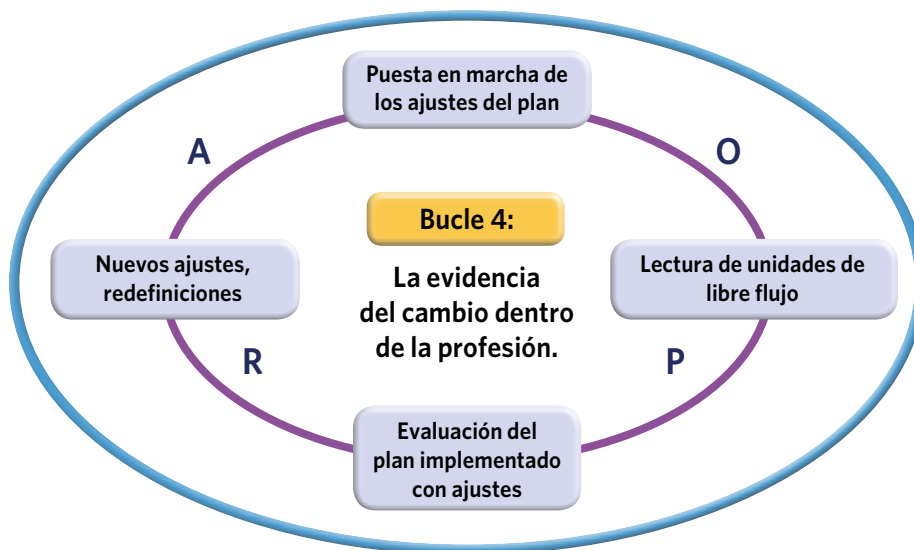 Puesta en marcha de
los ajustes del plan
A
O
Bucle 4:
Nuevos ajustes,
redefiniciones
La evidencia
del cambio dentro
de la profesión.
Lectura de unidades de
libre flujo
R
P
Evaluación del
plan implementado
con ajustes